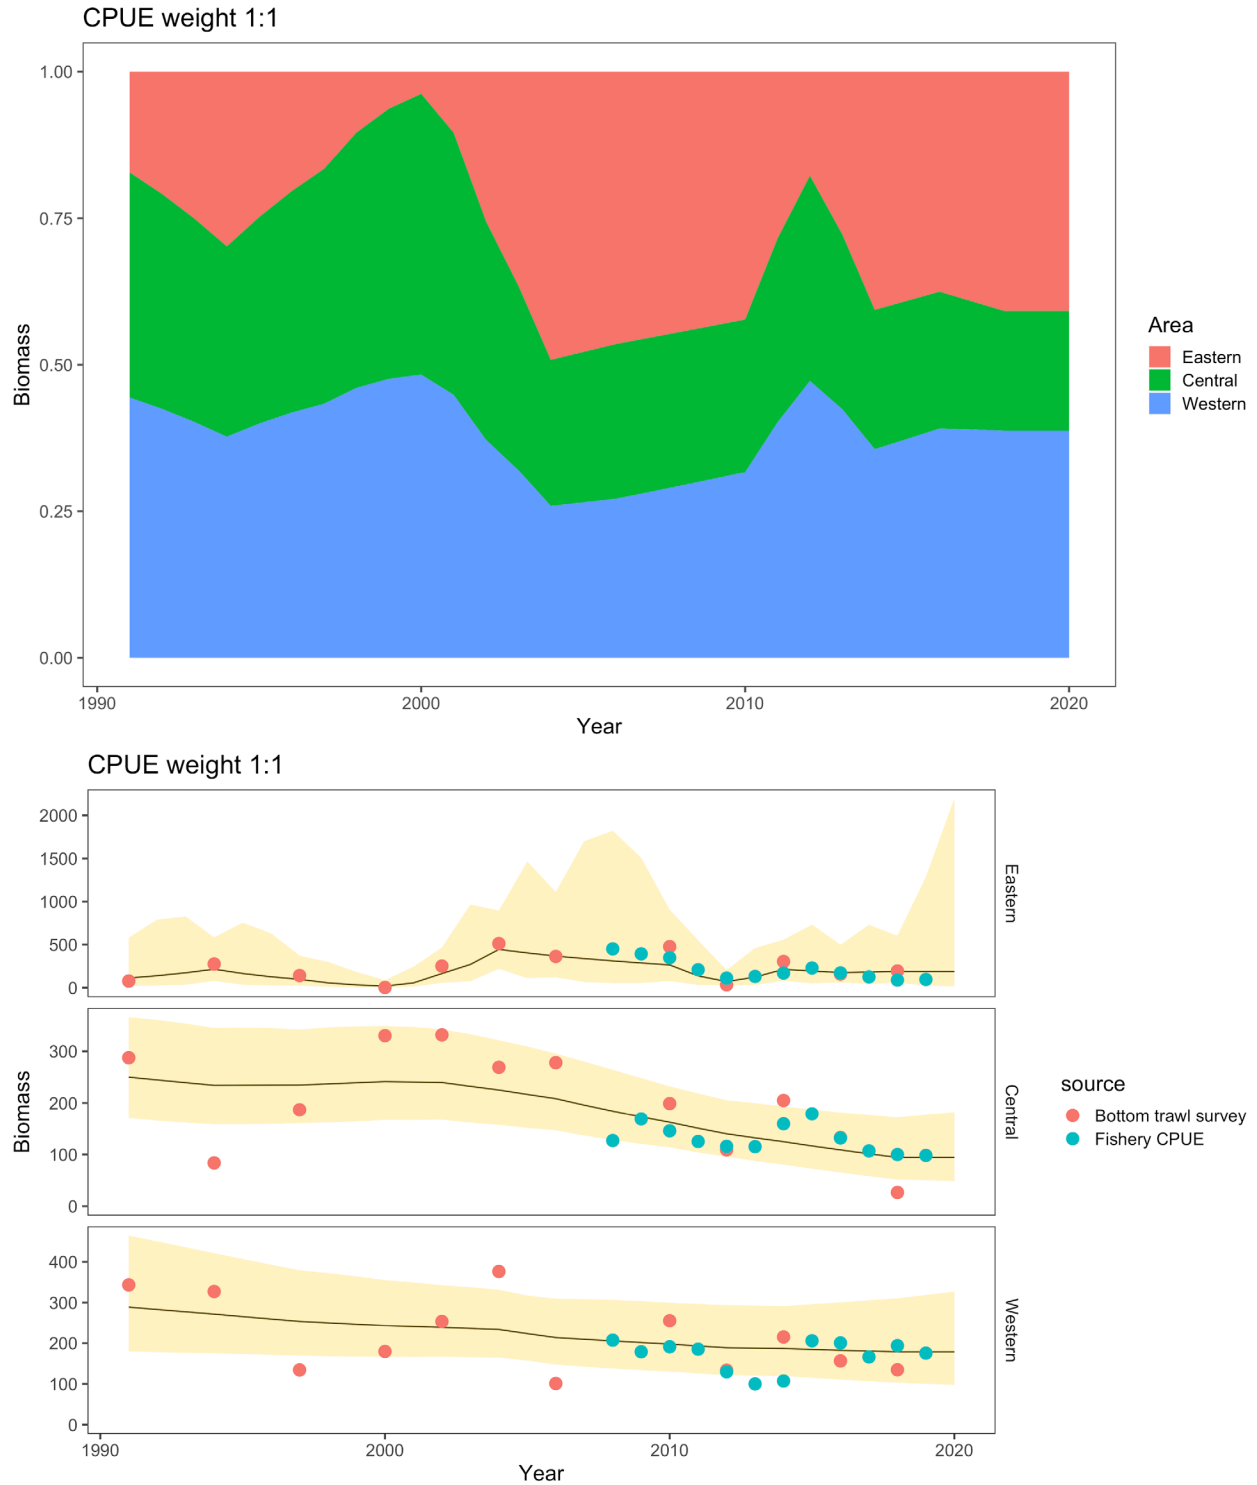 CPUE weight 1:1
Biomass
1.00
0.75
0.50
0.25
0.00
1990 2000 2010 2020
Year
Area
Eastern
Central
Western
CPUE weight 1:1
Biomass
2000
1500
1000
500
0
Eastern
300
200
100
0
Central
400
300
200
100
0
Western
1990 2000 2010 2020
Year
source
Bottom trawl survey
Fishery CPUE